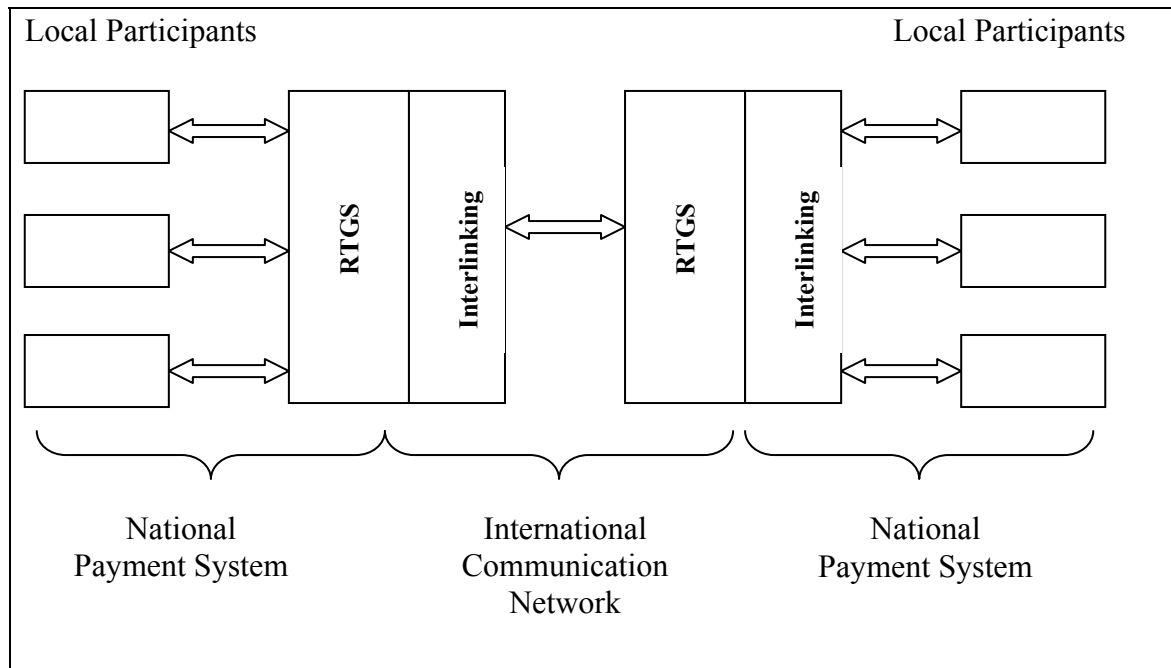 Local Participants
Local Participants
RTGS
Interlinking
RTGS
Interlinking
National
Payment System
International
Communication
Network
National
Payment System